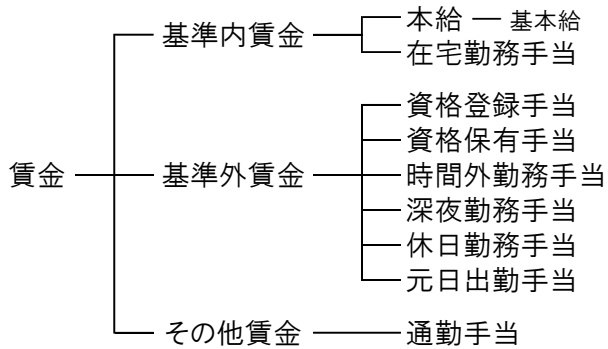 本給 ― 基本給
基準内賃金
在宅勤務手当
資格登録手当
資格保有手当
賃金
基準外賃金
時間外勤務手当
深夜勤務手当
休日勤務手当
元日出勤手当
その他賃金
通勤手当